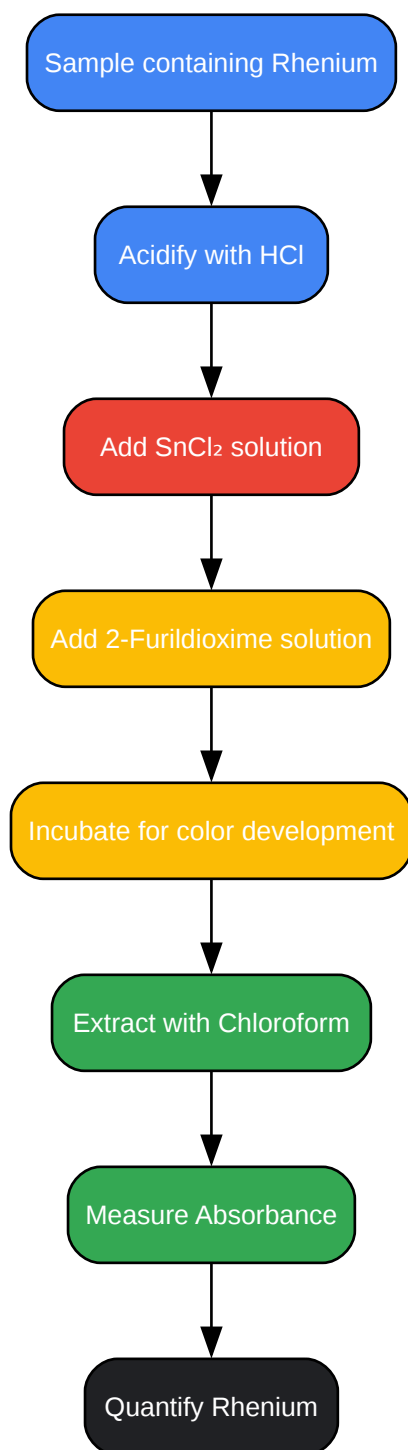 Sample containing Rhenium
Acidify with HCl
Add SnCl₂ solution
Add 2-Furildioxime solution
Incubate for color development
Extract with Chloroform
Measure Absorbance
Quantify Rhenium